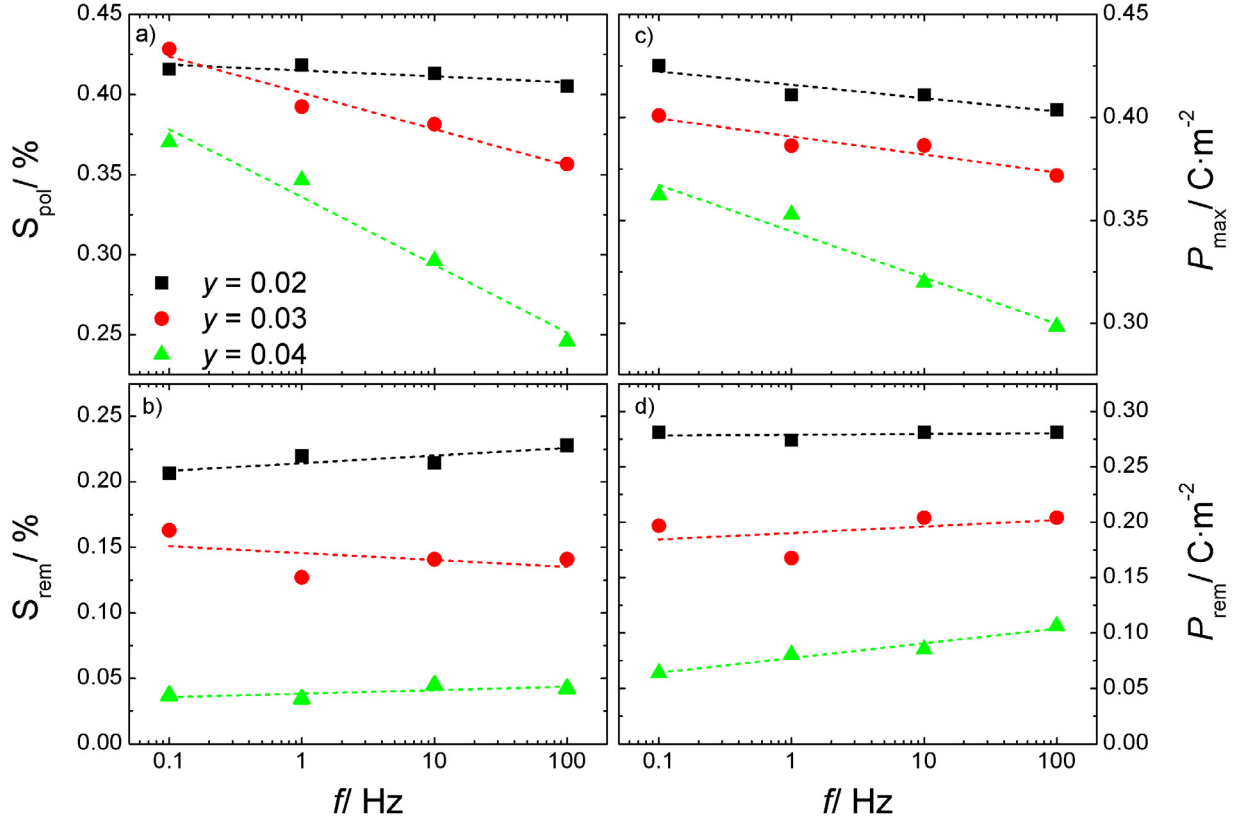 a)
0.45
0.40
0.35
0.30
0.25
S_pol/ %
y = 0.02
y = 0.03
y = 0.04
c)
0.45
0.40
0.35
0.30
P_max/ C·m^-2
b)
0.25
0.20
0.15
0.10
0.05
0.00
S_rem/ %
0.1 1 10 100
f/ Hz
d)
0.30
0.25
0.20
0.15
0.10
0.05
0.00
P_rem/ C·m^-2
0.1 1 10 100
f/ Hz